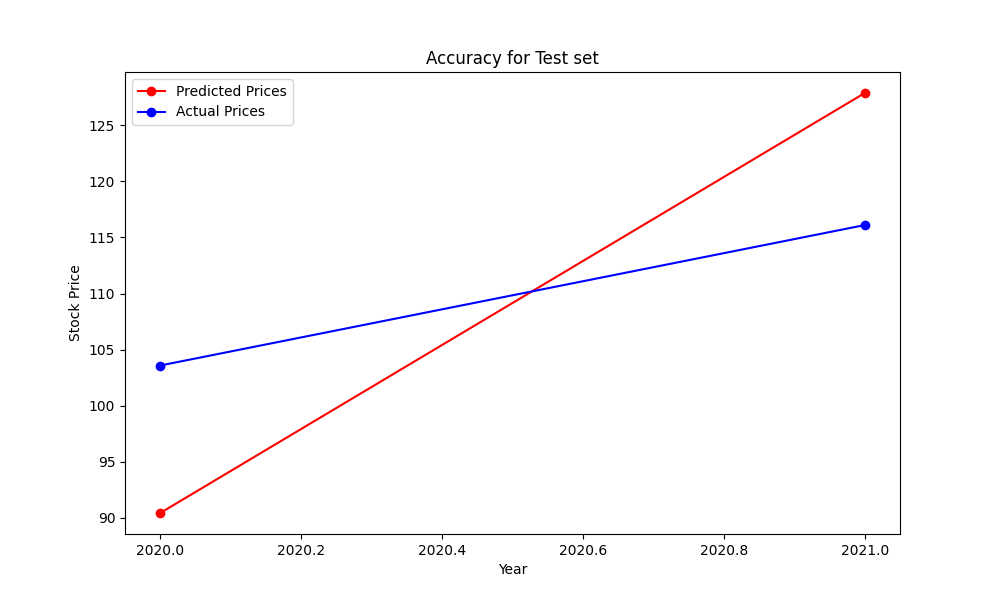 Accuracy for Test set
Predicted Prices
Actual Prices
Stock Price
125
120
115
110
105
100
95
90
2020.0 2020.2 2020.4 2020.6 2020.8 2021.0
Year